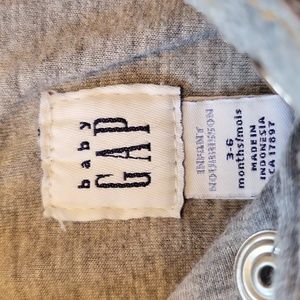 baby
GAP
INFANT
NOURRISSON
3-6
months/mois
MADE IN
INDONESIA
CA 17897